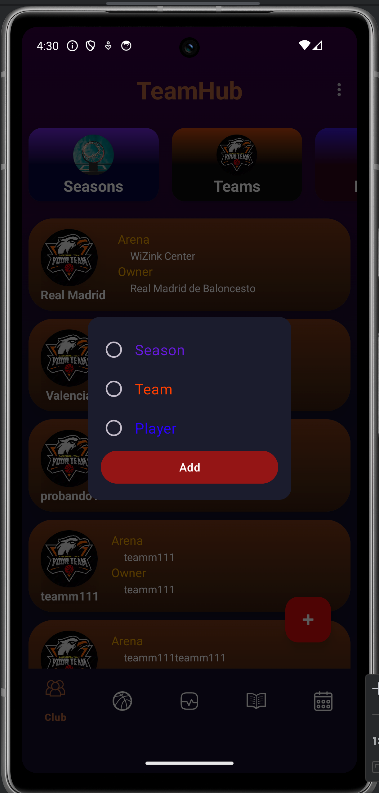 4:30
TeamHub
Seasons
Teams
Arena
WiZink Center
Owner
Real Madrid de Baloncesto
Real Madrid
Season
Valencia
Team
Player
Add
teamm111
Arena
teamm111
Owner
teamm111
+
Arena
teamm111teamm111
Club